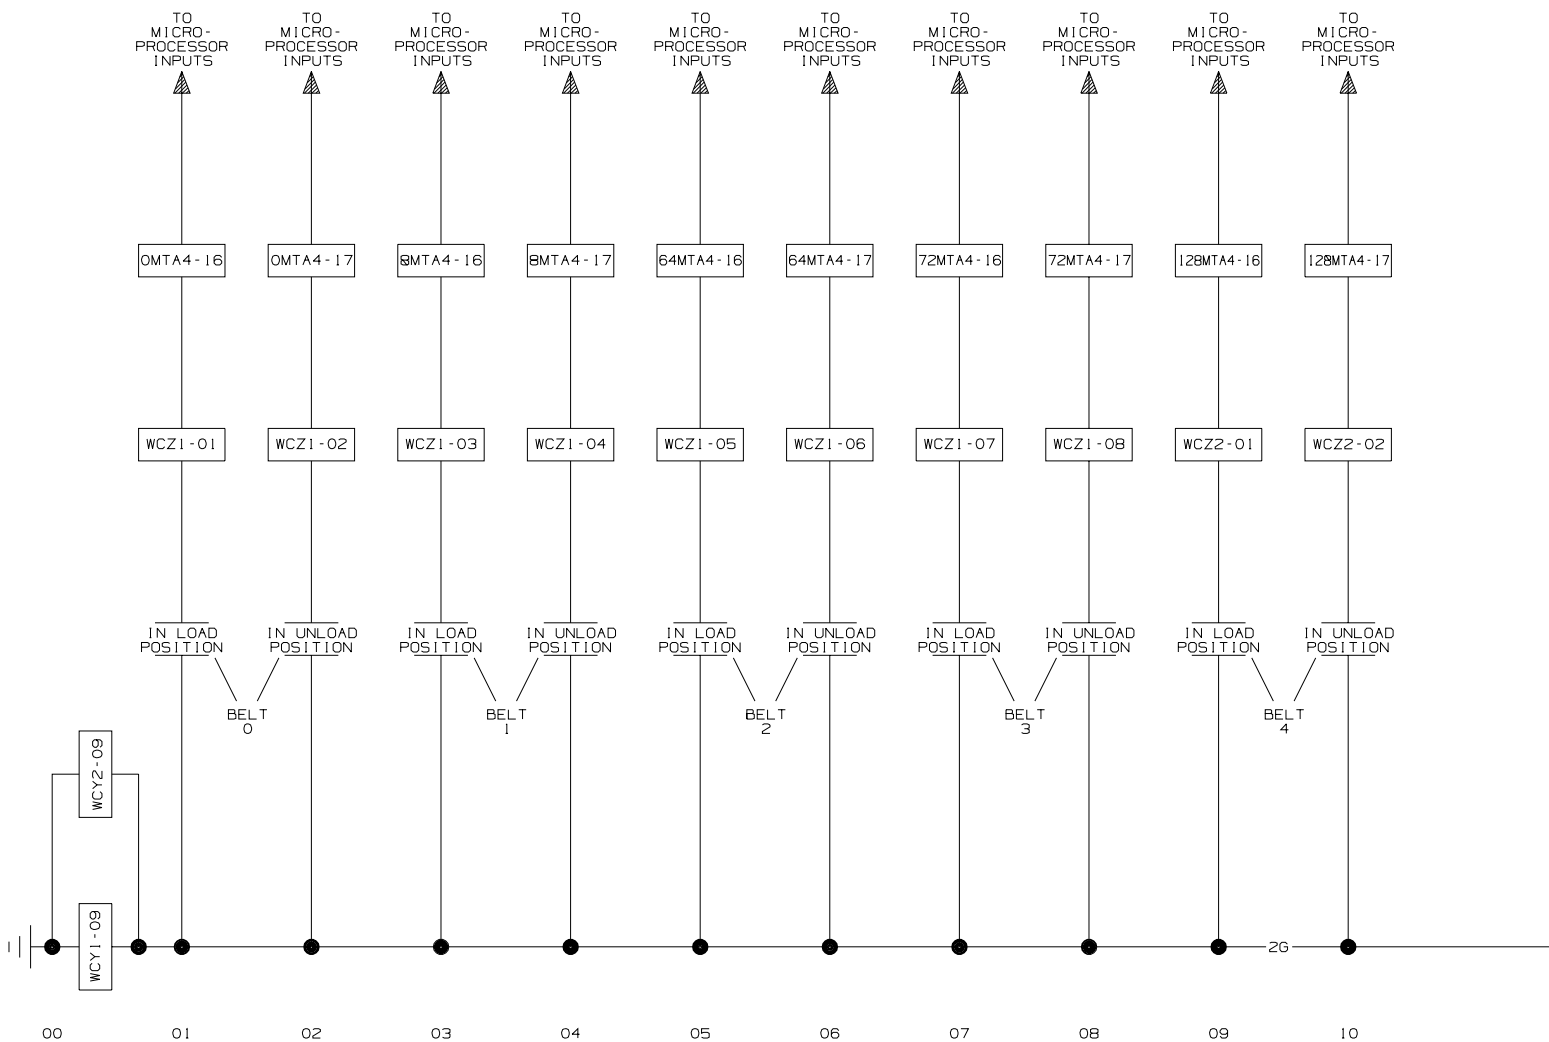 TO TO TO TO TO TO TO TO TO TO
MICRO- MICRO- MICRO- MICRO- MICRO- MICRO- MICRO- MICRO- MICRO- MICRO-
PROCESSOR PROCESSOR PROCESSOR PROCESSOR PROCESSOR PROCESSOR PROCESSOR PROCESSOR PROCESSOR PROCESSOR
INPUTS INPUTS INPUTS INPUTS INPUTS INPUTS INPUTS INPUTS INPUTS INPUTS
0MTA4-16 0MTA4-17 8MTA4-16 8MTA4-17 64MTA4-16 64MTA4-17 72MTA4-16 72MTA4-17 128MTA4-16 128MTA4-17
WCZ1-01 WCZ1-02 WCZ1-03 WCZ1-04 WCZ1-05 WCZ1-06 WCZ1-07 WCZ1-08 WCZ2-01 WCZ2-02
IN LOAD IN UNLOAD IN LOAD IN UNLOAD IN LOAD IN UNLOAD IN LOAD IN UNLOAD IN LOAD IN UNLOAD
POSITION POSITION POSITION POSITION POSITION POSITION POSITION POSITION POSITION POSITION
BELT BELT BELT BELT BELT
0 1 2 3 4
WCY2-09
WCY1-09
2G
00 01 02 03 04 05 06 07 08 09 10